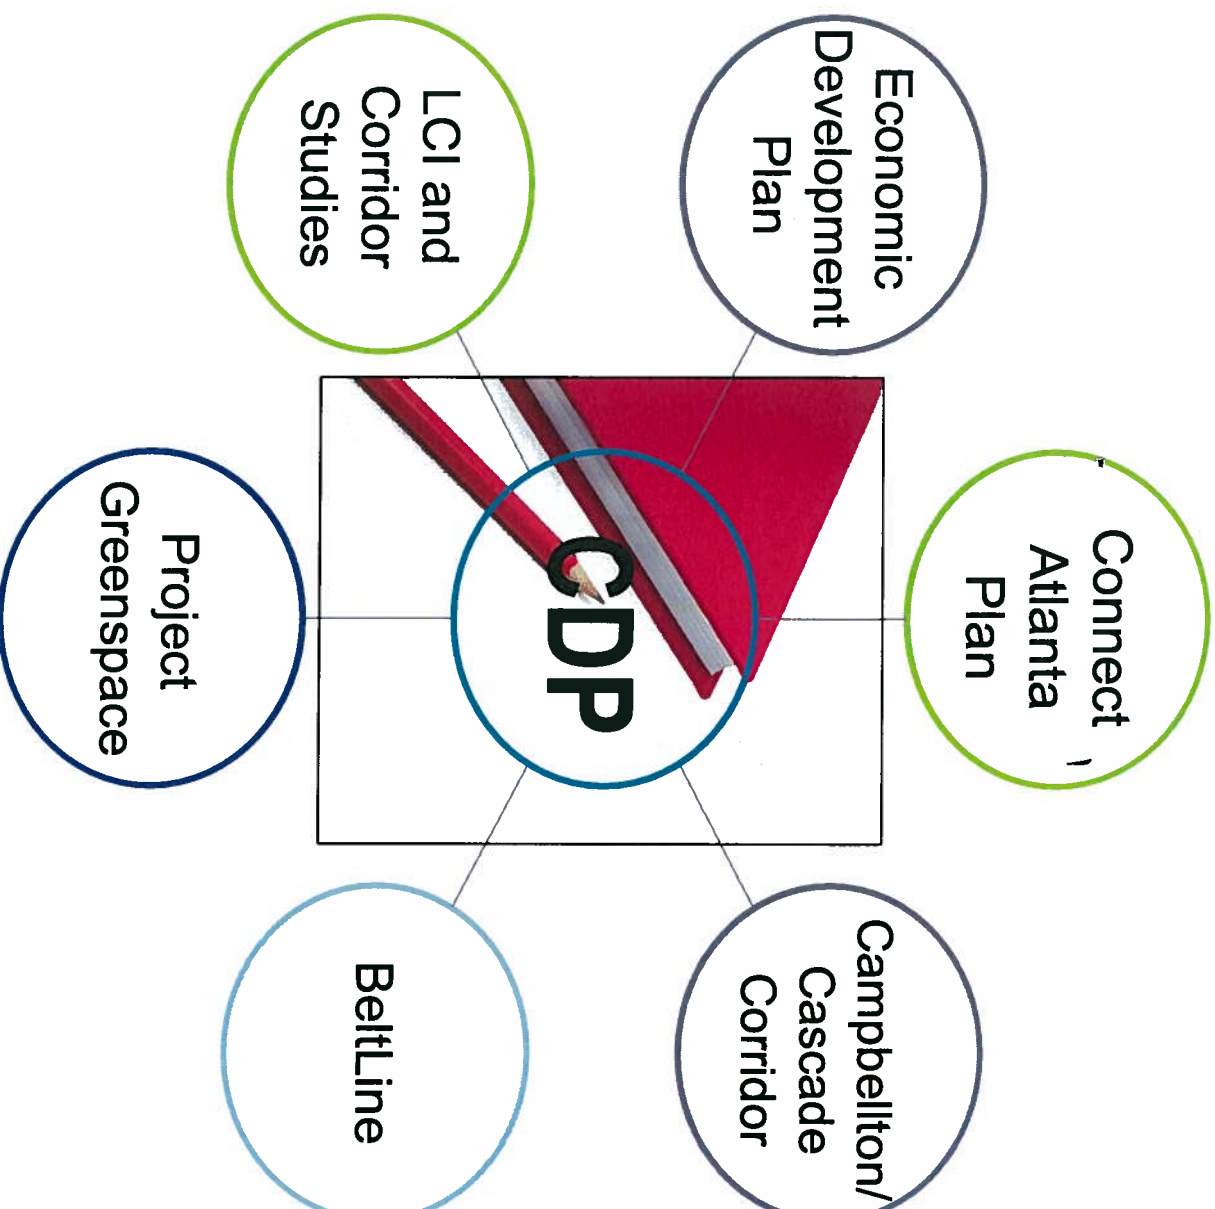 Connect
Atlanta
Plan
Economic
Development
Plan
Campbellton/
Cascade
Corridor
CDP
LCI and
Corridor
Studies
BeltLine
Project
Greenspace